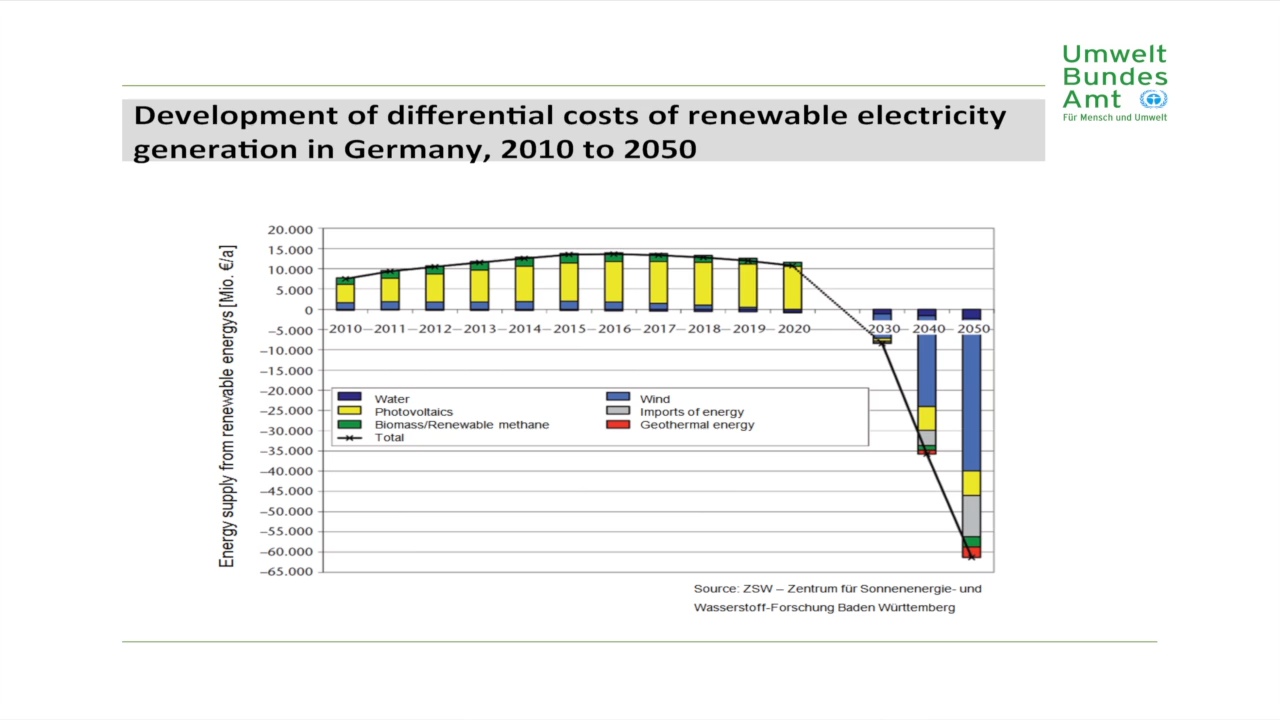 Umwelt
Bundes
Amt
Für Mensch und Umwelt
Development of differential costs of renewable electricity
generation in Germany, 2010 to 2050
Energy supply from renewable energys [Mio. €/a]
20.000
15.000
10.000
5.000
0
–5.000
–10.000
–15.000
–20.000
–25.000
–30.000
–35.000
–40.000
–45.000
–50.000
–55.000
–60.000
–65.000
2010 2011 2012 2013 2014 2015 2016 2017 2018 2019 2020 2030 2040 2050
Water Wind
Photovoltaics Imports of energy
Biomass/Renewable methane Geothermal energy
Total
Source: ZSW – Zentrum für Sonnenenergie- und
Wasserstoff-Forschung Baden Württemberg